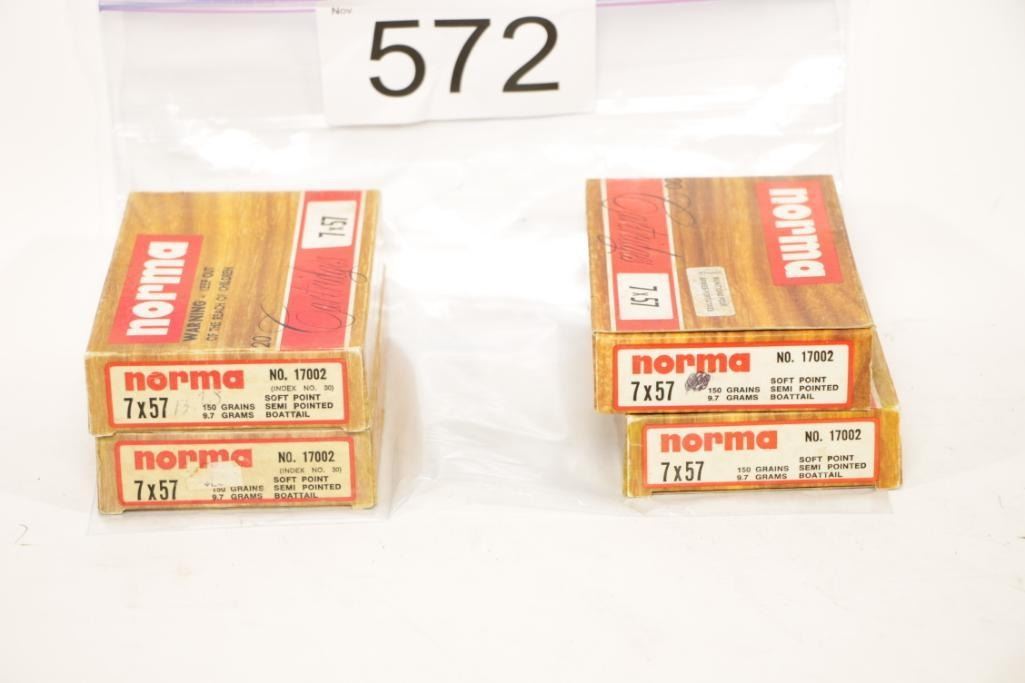 Nov
572
norma
WARNING - KEEP OUT
OF THE REACH OF CHILDREN
20 Cartridges
7x57
norma NO. 17002
(INDEX NO. 30)
7x57 150 GRAINS SOFT POINT
9.7 GRAMS SEMI POINTED
BOATTAIL
norma NO. 17002
(INDEX NO. 30)
7x57 150 GRAINS SOFT POINT
9.7 GRAMS SEMI POINTED
BOATTAIL
norma
20 Cartridges
7x57
norma NO. 17002
7x57 150 GRAINS SOFT POINT
9.7 GRAMS SEMI POINTED
BOATTAIL
norma NO. 17002
7x57 150 GRAINS SOFT POINT
9.7 GRAMS SEMI POINTED
BOATTAIL